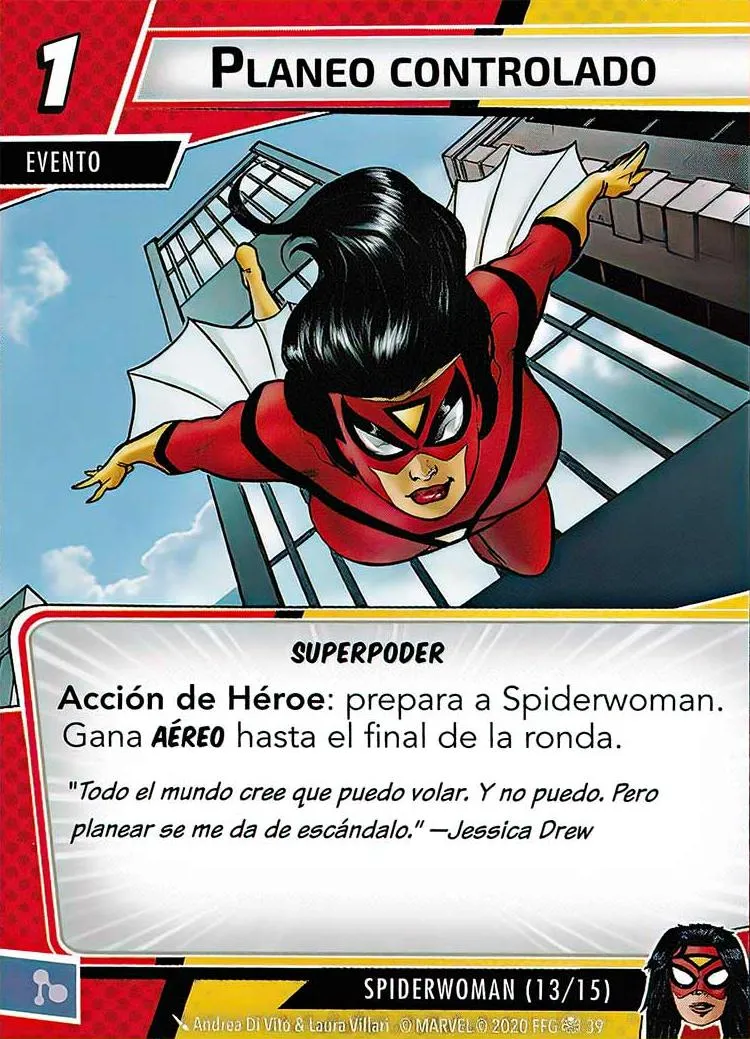 1
PLANEO CONTROLADO
EVENTO
SUPERPODER
Acción de Héroe: prepara a Spiderwoman.
Gana AÉREO hasta el final de la ronda.
"Todo el mundo cree que puedo volar. Y no puedo. Pero
planear se me da de escándalo." —Jessica Drew
SPIDERWOMAN (13/15)
Andrea Di Vito & Laura Villari © MARVEL © 2020 FFG 39